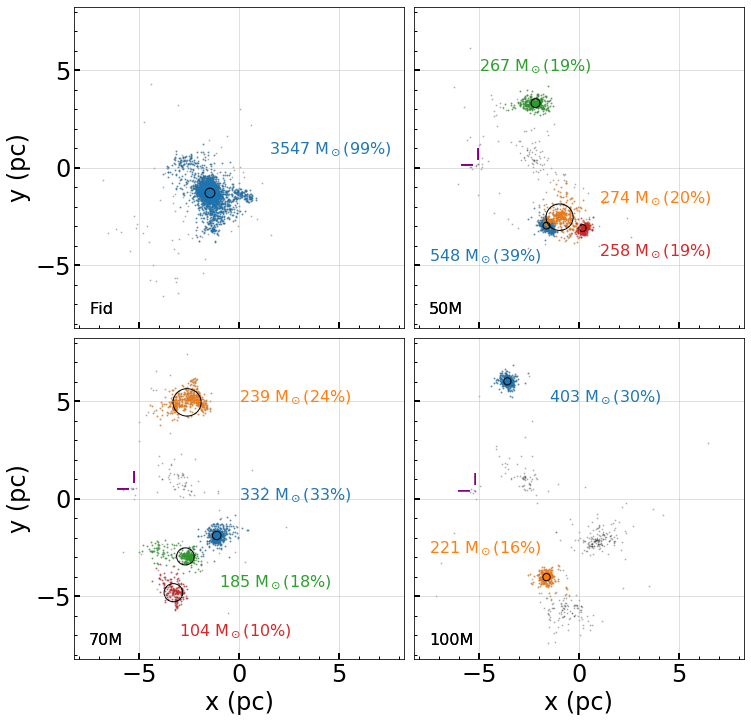 y (pc)
5
0
−5
3547 M⊙(99%)
Fid
267 M⊙(19%)
274 M⊙(20%)
548 M⊙(39%)
258 M⊙(19%)
50M
y (pc)
5
0
−5
239 M⊙(24%)
332 M⊙(33%)
185 M⊙(18%)
104 M⊙(10%)
70M
403 M⊙(30%)
221 M⊙(16%)
100M
−5 0 5
x (pc)
−5 0 5
x (pc)